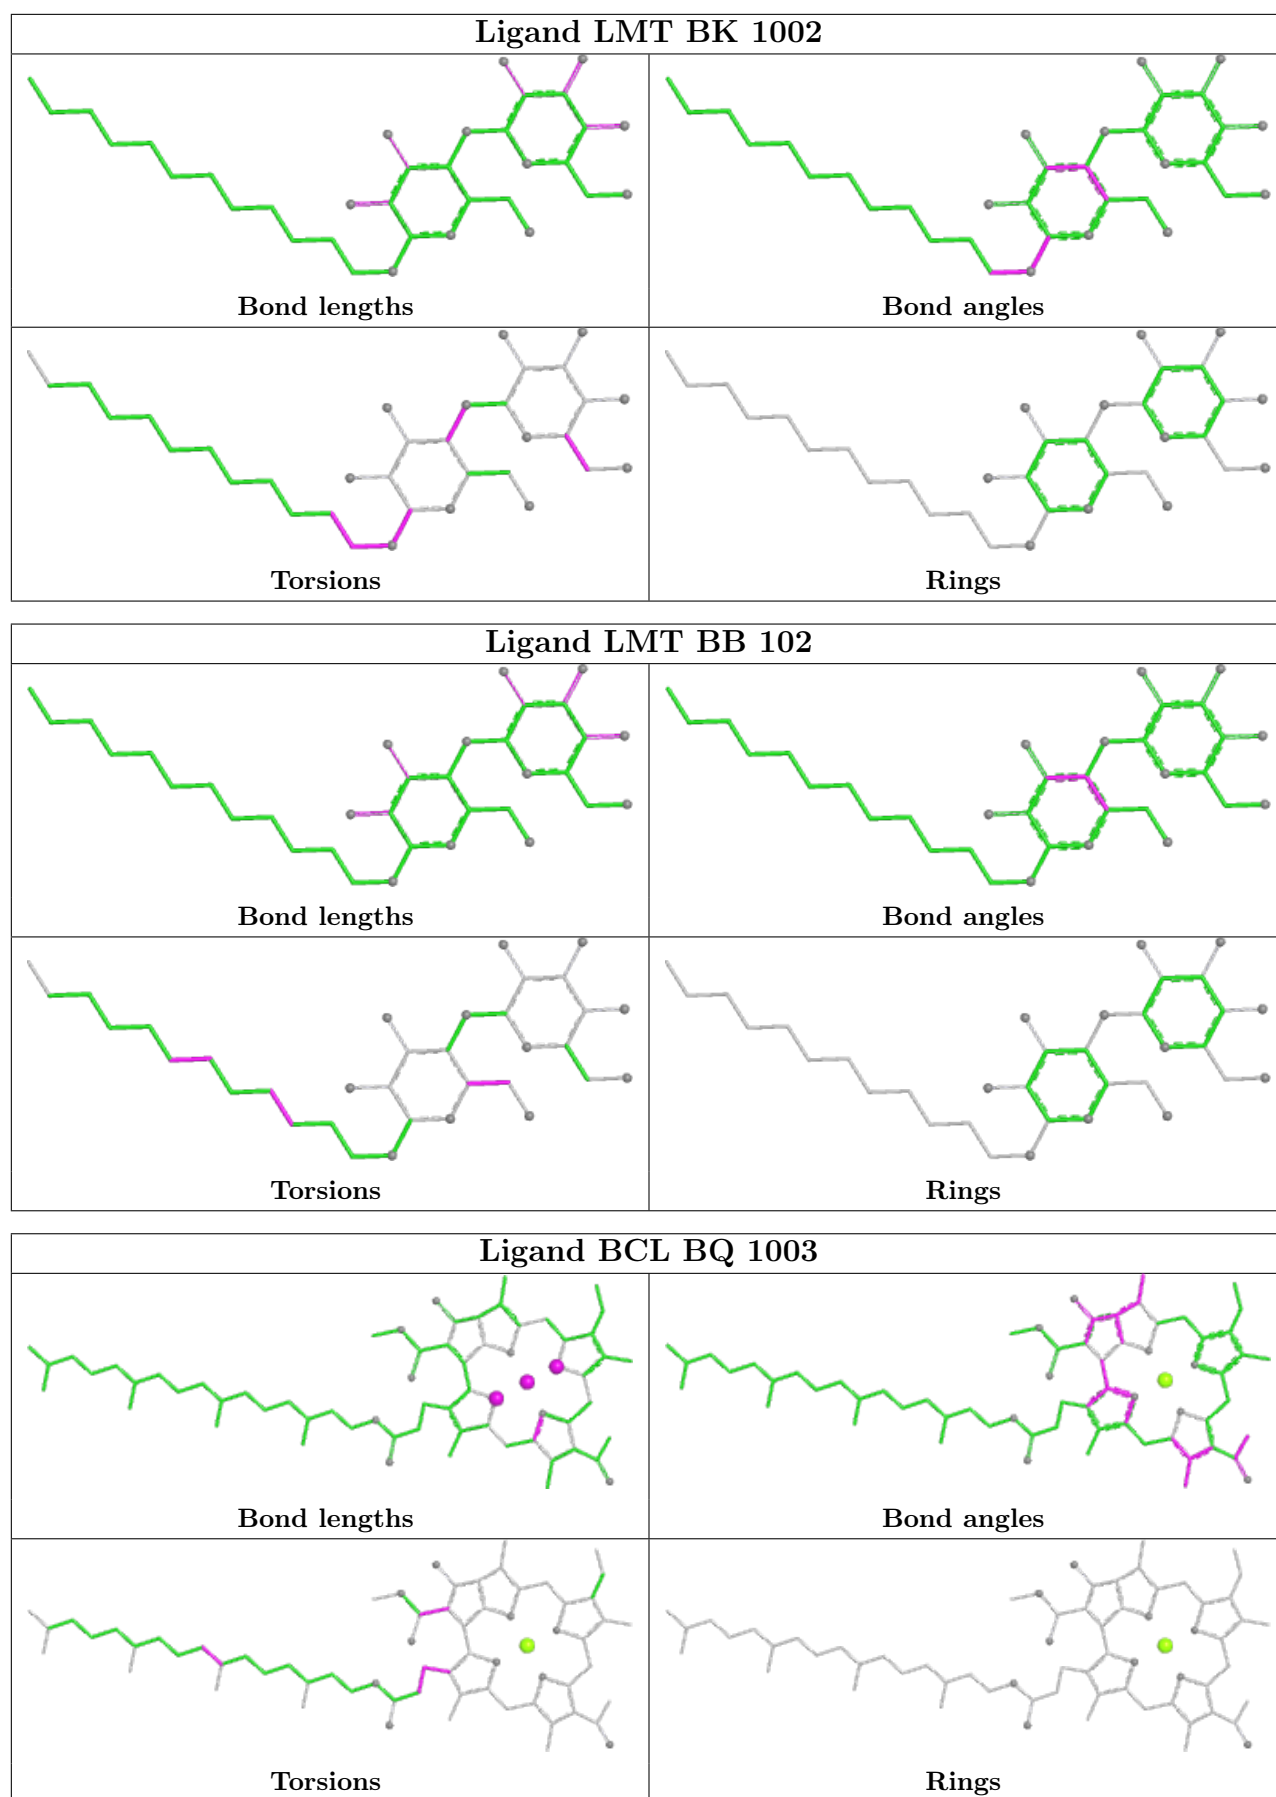 Ligand LMT BK 1002
Bond lengths
Bond angles
Torsions
Rings
Ligand LMT BB 102
Bond lengths
Bond angles
Torsions
Rings
Ligand BCL BQ 1003
Bond lengths
Bond angles
Torsions
Rings